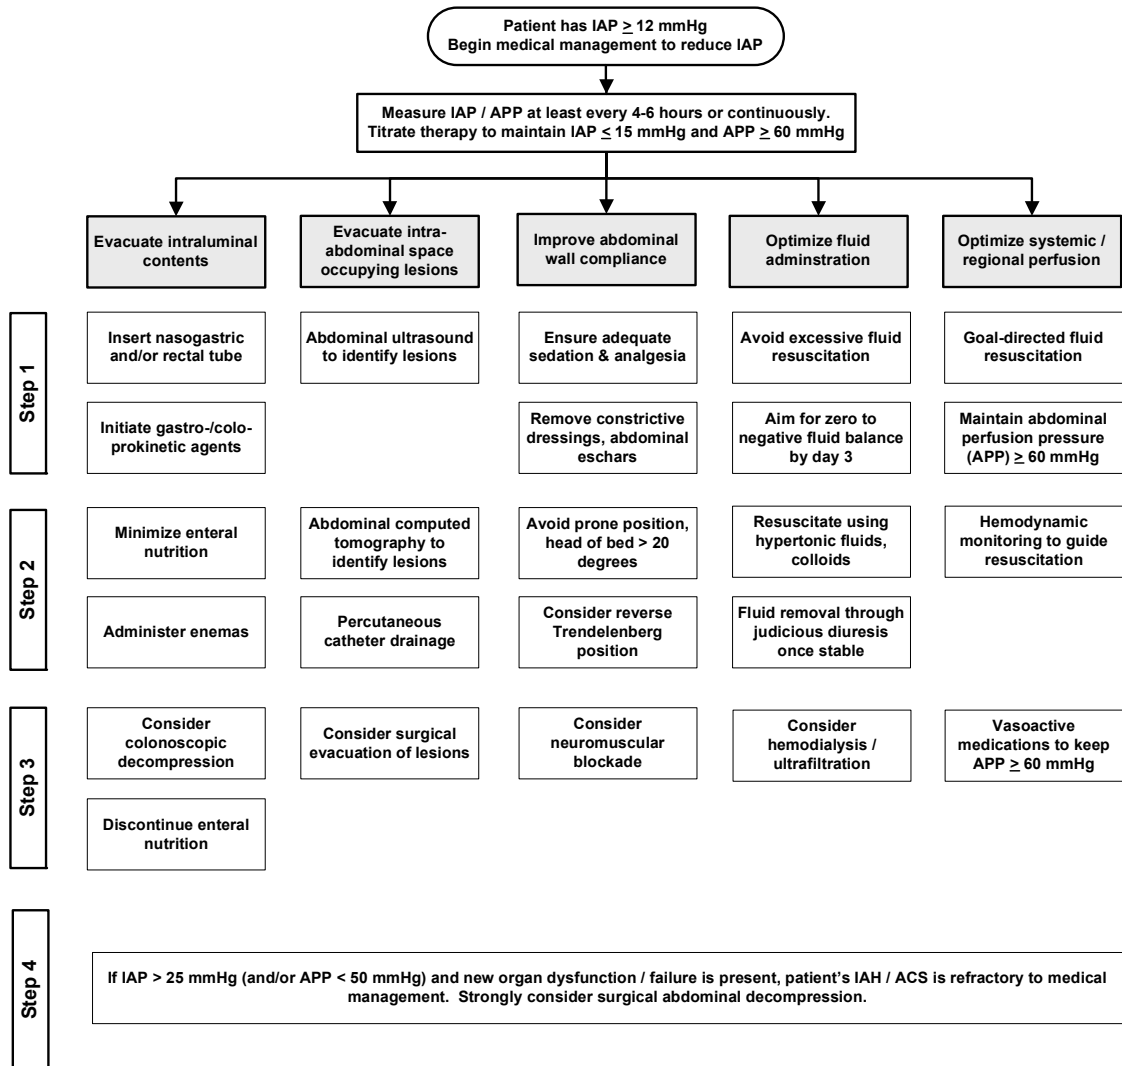 Patient has IAP ≥ 12 mmHg
Begin medical management to reduce IAP
Measure IAP / APP at least every 4-6 hours or continuously.
Titrate therapy to maintain IAP ≤ 15 mmHg and APP ≥ 60 mmHg
Evacuate intraluminal
contents
Evacuate intra-
abdominal space
occupying lesions
Improve abdominal
wall compliance
Optimize fluid
adminstration
Optimize systemic /
regional perfusion
Step 1
Insert nasogastric
and/or rectal tube
Abdominal ultrasound
to identify lesions
Ensure adequate
sedation & analgesia
Avoid excessive fluid
resuscitation
Goal-directed fluid
resuscitation
Initiate gastro-/colo-
prokinetic agents
Remove constrictive
dressings, abdominal
eschars
Aim for zero to
negative fluid balance
by day 3
Maintain abdominal
perfusion pressure
(APP) ≥ 60 mmHg
Step 2
Minimize enteral
nutrition
Abdominal computed
tomography to
identify lesions
Avoid prone position,
head of bed > 20
degrees
Resuscitate using
hypertonic fluids,
colloids
Hemodynamic
monitoring to guide
resuscitation
Administer enemas
Percutaneous
catheter drainage
Consider reverse
Trendelenberg
position
Fluid removal through
judicious diuresis
once stable
Step 3
Consider
colonoscopic
decompression
Consider surgical
evacuation of lesions
Consider
neuromuscular
blockade
Consider
hemodialysis /
ultrafiltration
Vasoactive
medications to keep
APP ≥ 60 mmHg
Discontinue enteral
nutrition
Step 4
If IAP > 25 mmHg (and/or APP < 50 mmHg) and new organ dysfunction / failure is present, patient's IAH / ACS is refractory to medical
management.  Strongly consider surgical abdominal decompression.